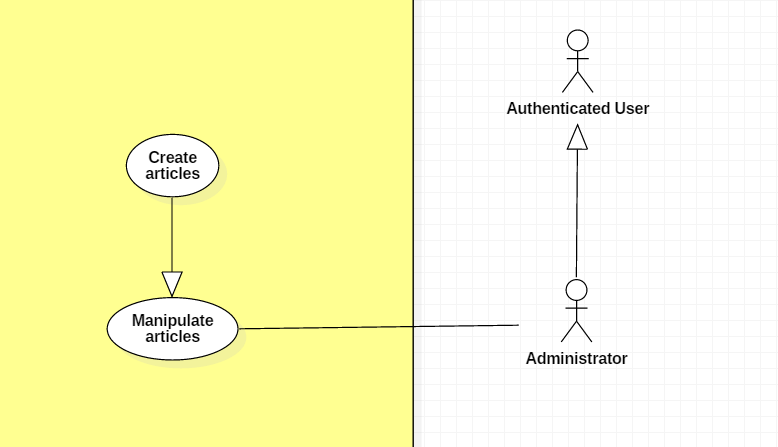 Authenticated User
Create
articles
Manipulate
articles
Administrator